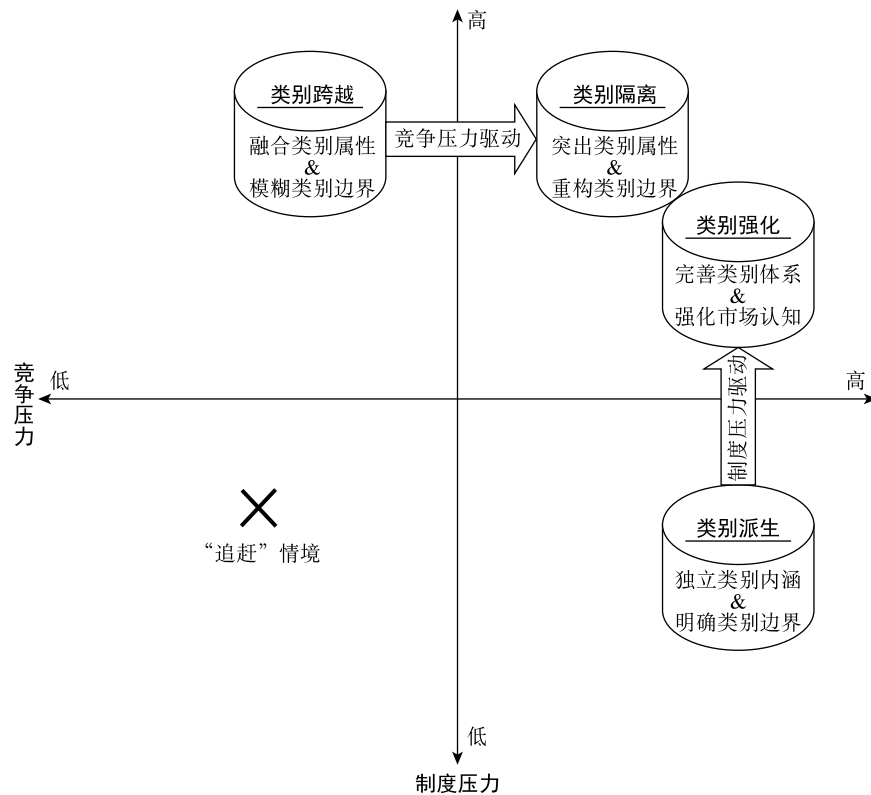 高
类别跨越
融合类别属性
&
模糊类别边界
竞争压力驱动
类别隔离
突出类别属性
&
重构类别边界
类别强化
完善类别体系
&
强化市场认知
竞争压力
低
高
制度压力驱动
“追赶”情境
类别派生
独立类别内涵
&
明确类别边界
低
制度压力